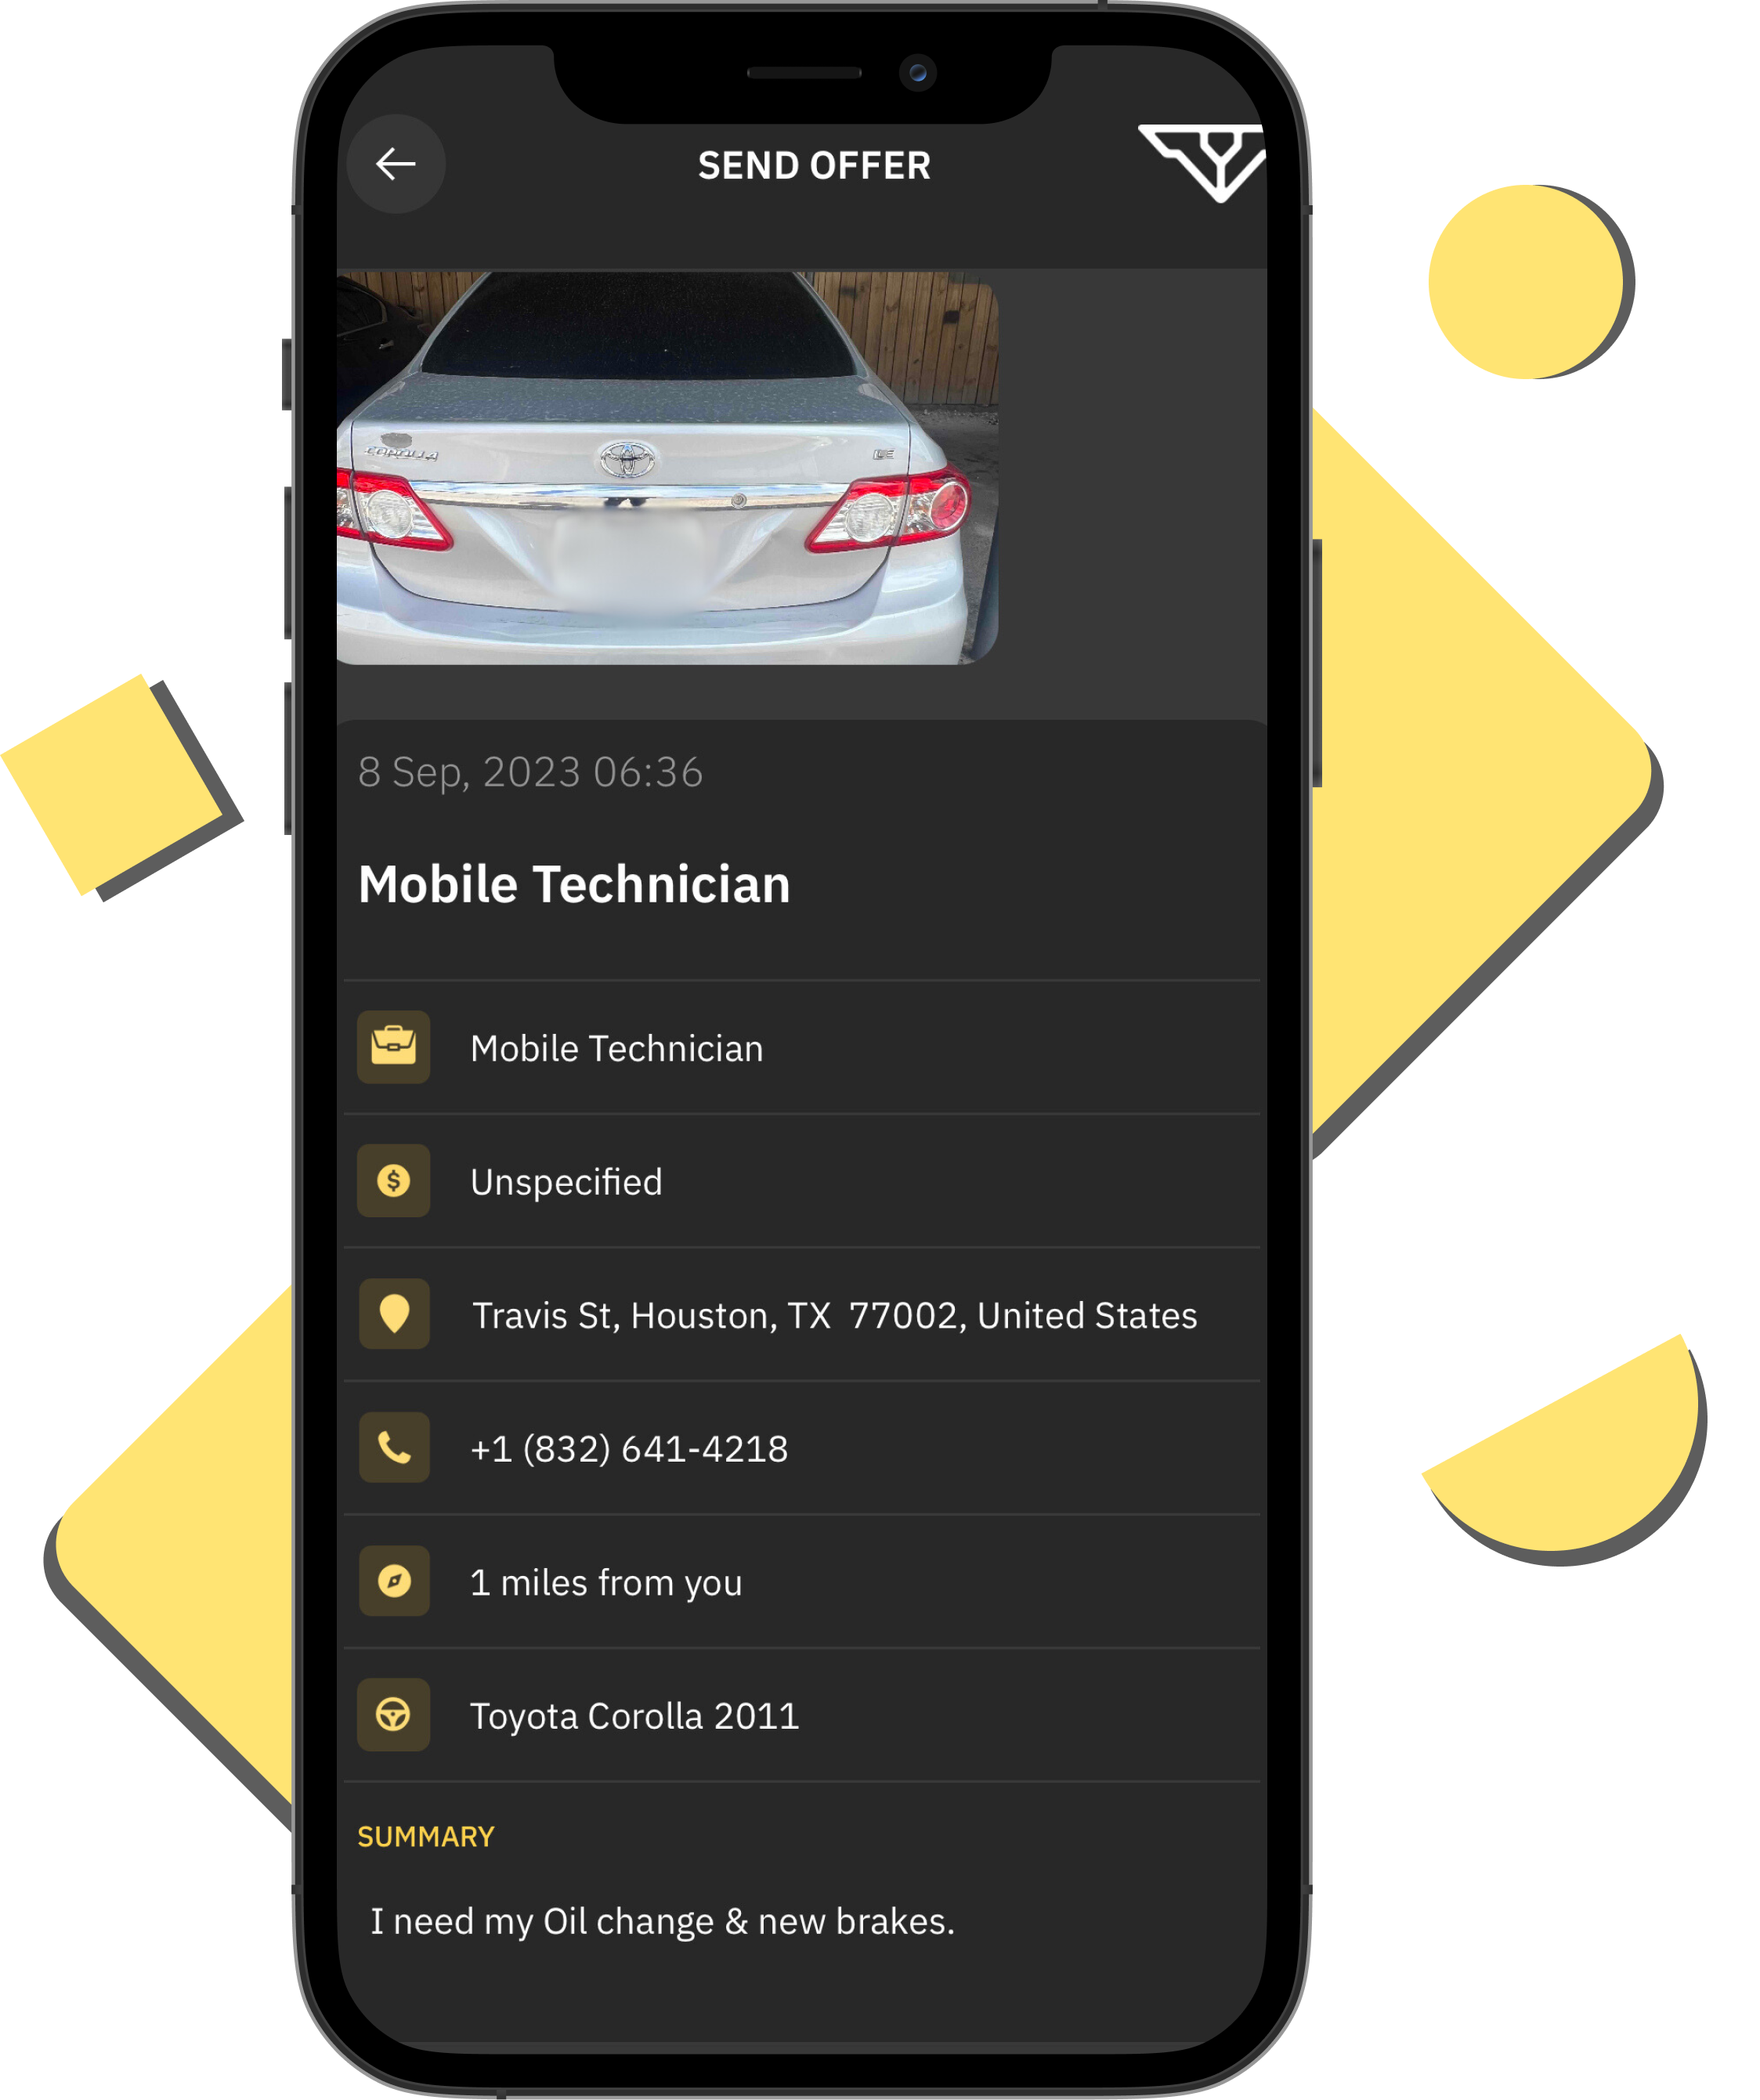 SEND OFFER
COROLLA
LE
8 Sep, 2023 06:36
Mobile Technician
Mobile Technician
Unspecified
Travis St, Houston, TX  77002, United States
+1 (832) 641-4218
1 miles from you
Toyota Corolla 2011
SUMMARY
I need my Oil change & new brakes.